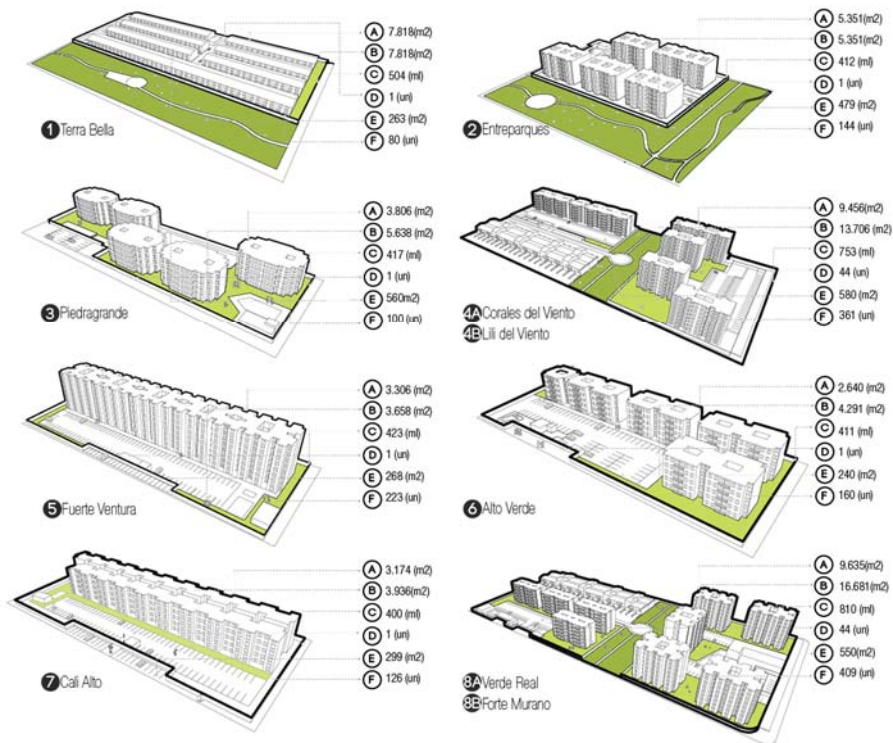 A 7.818(m2)
B 7.818(m2)
C 504 (ml)
D 1 (un)
E 263 (m2)
F 80 (un)
1 Terra Bella
A 5.351(m2)
B 5.351(m2)
C 412 (ml)
D 1 (un)
E 479 (m2)
F 144 (un)
2 Entreparques
A 3.806 (m2)
B 5.638 (m2)
C 417 (ml)
D 1 (un)
E 560m2)
F 100 (un)
3 Piedragrande
A 9.456(m2)
B 13.706 (m2)
C 753 (ml)
D 44 (un)
E 580 (m2)
F 361 (un)
4A Corales del Viento
4B Lili del Viento
A 3.306 (m2)
B 3.658 (m2)
C 423 (ml)
D 1 (un)
E 268 (m2)
F 223 (un)
5 Fuerte Ventura
A 2.640 (m2)
B 4.291 (m2)
C 411 (ml)
D 1 (un)
E 240 (m2)
F 160 (un)
6 Alto Verde
A 3.174 (m2)
B 3.936(m2)
C 400 (ml)
D 1 (un)
E 299 (m2)
F 126 (un)
7 Cali Alto
A 9.635(m2)
B 16.681 (m2)
C 810 (ml)
D 44 (un)
E 550(m2)
F 409 (un)
8A Verde Real
8B Forte Murano